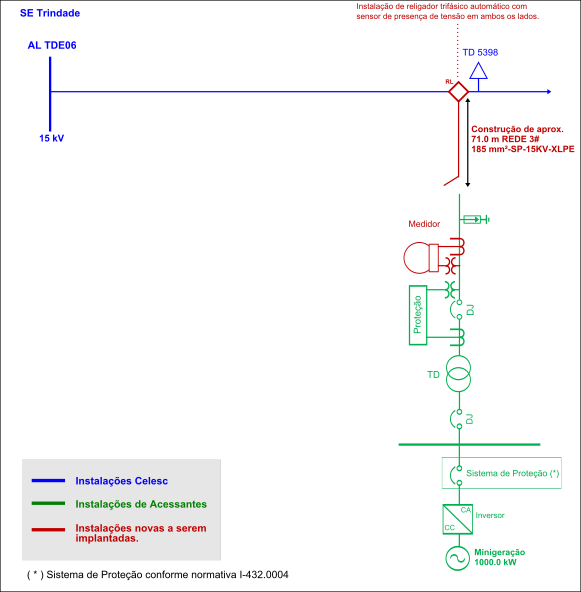 Instalação de religador trifásico automático com
sensor de presença de tensão em ambos os lados.
SE Trindade
AL TDE06
TD 5398
RL
15 kV
Construção de aprox.
71.0 m REDE 3#
185 mm²-SP-15KV-XLPE
Medidor
Proteção
DJ
TD
DJ
Sistema de Proteção (*)
CA
CC
Inversor
Minigeração
1000.0 kW
Instalações Celesc
Instalações de Acessantes
Instalações novas a serem
implantadas.
( * ) Sistema de Proteção conforme normativa I-432.0004